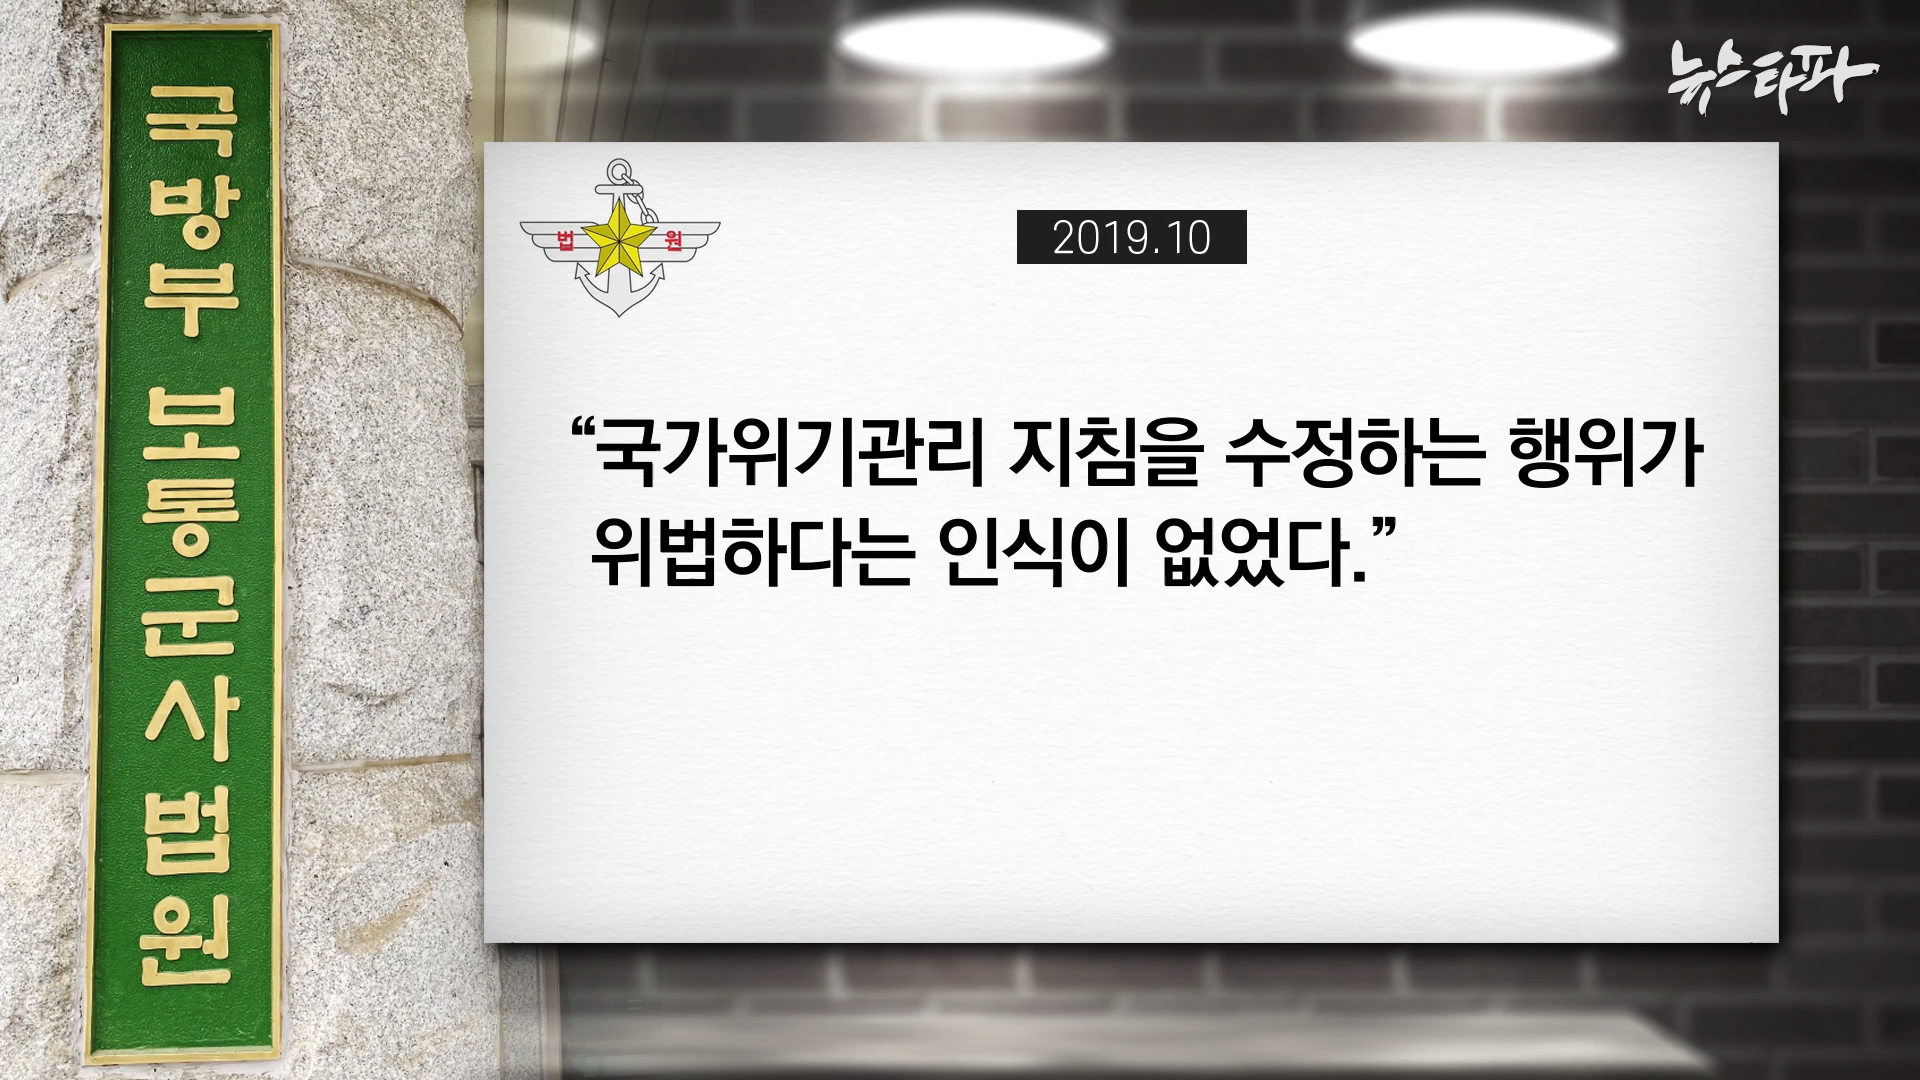 국방부 보통군사법원
뉴스타파
법 원
2019.10
“국가위기관리 지침을 수정하는 행위가
위법하다는 인식이 없었다.”